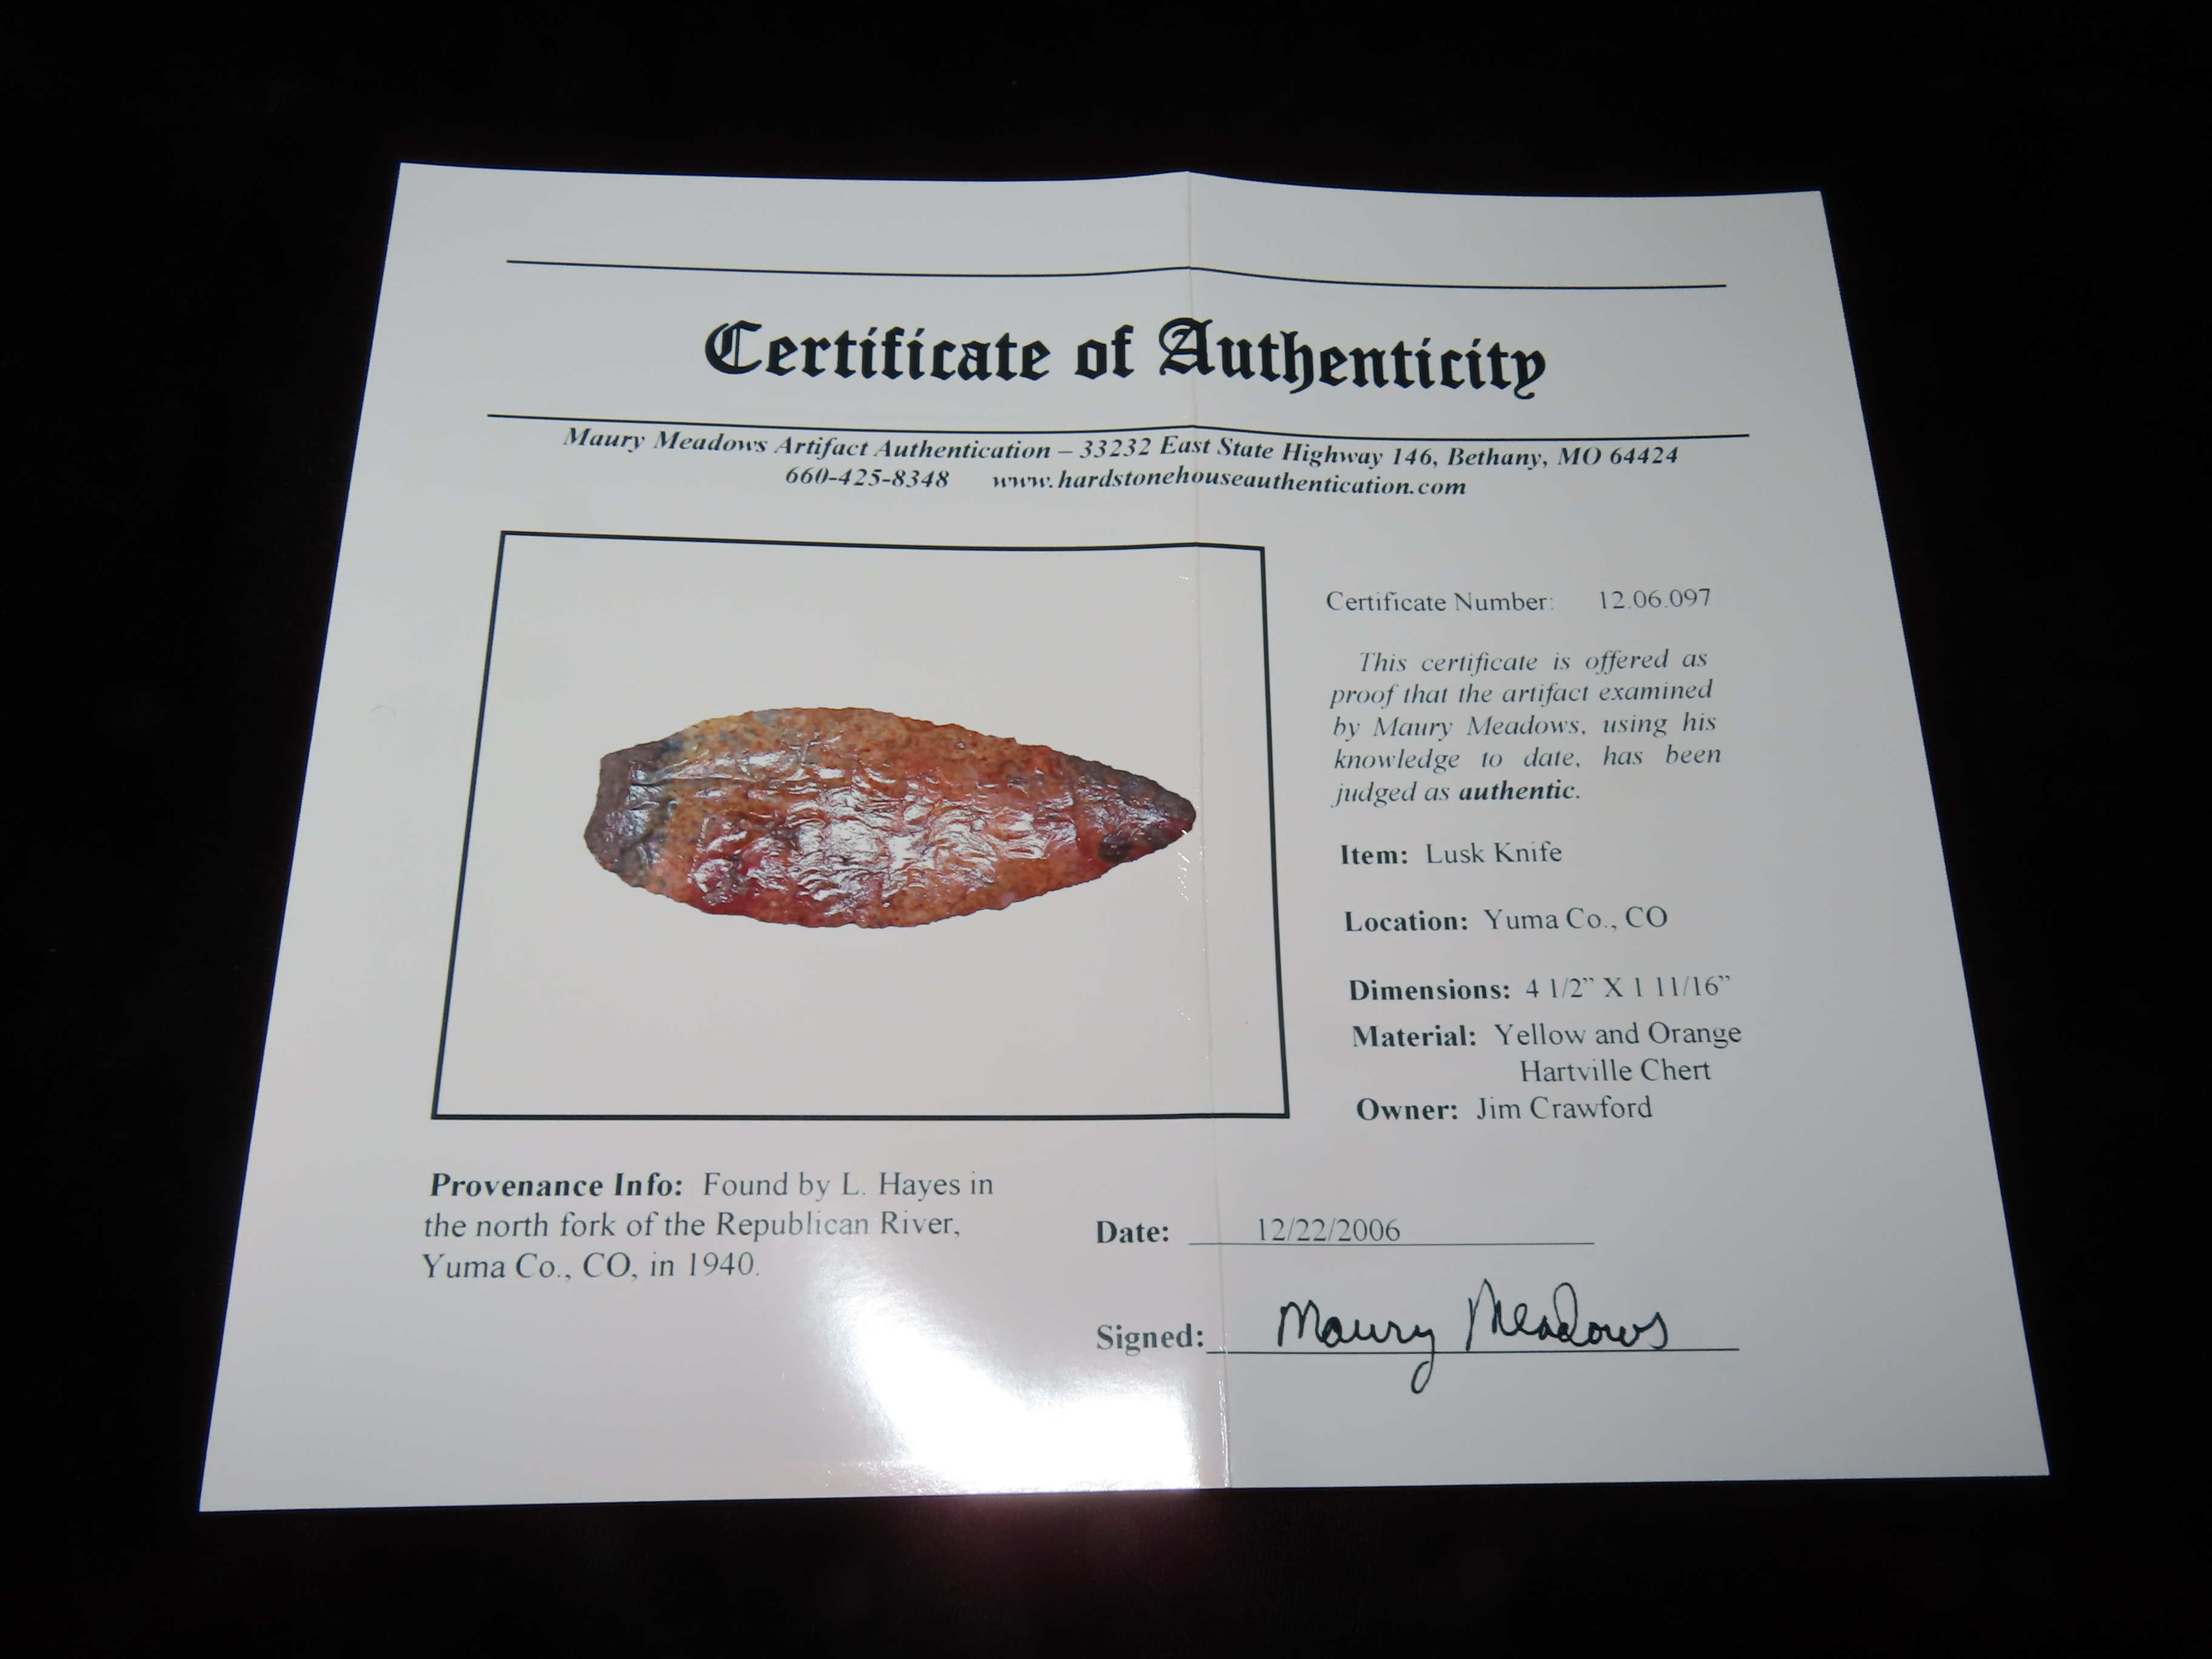 Certificate of Authenticity
Maury Meadows Artifact Authentication – 33232 East State Highway 146, Bethany, MO 64424
660-425-8348 www.hardstonehouseauthentication.com
Certificate Number: 12.06.097
This certificate is offered as
proof that the artifact examined
by Maury Meadows, using his
knowledge to date, has been
judged as authentic.
Item: Lusk Knife
Location: Yuma Co., CO
Dimensions: 4 1/2” X 1 11/16”
Material: Yellow and Orange
Hartville Chert
Owner: Jim Crawford
Provenance Info: Found by L. Hayes in
the north fork of the Republican River,
Yuma Co., CO, in 1940.
Date: 12/22/2006
Signed: Maury Meadows